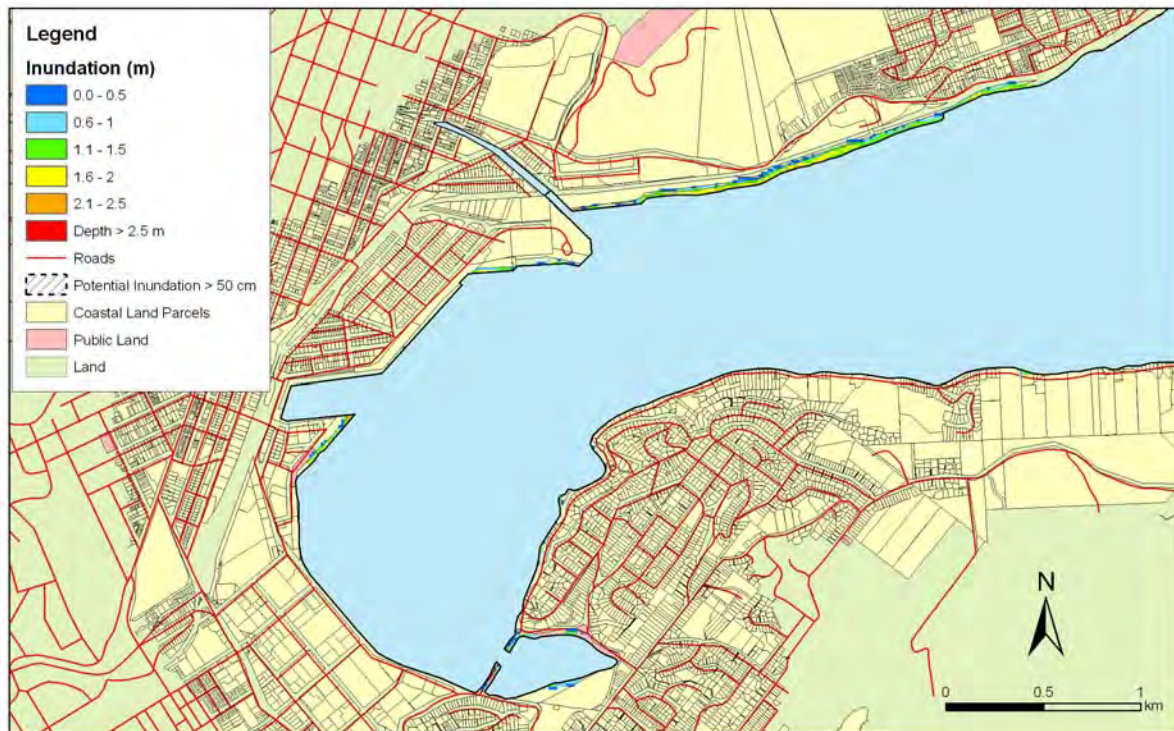 Legend
Inundation (m)
0.0 - 0.5
0.6 - 1
1.1 - 1.5
1.6 - 2
2.1 - 2.5
Depth > 2.5 m
Roads
Potential Inundation > 50 cm
Coastal Land Parcels
Public Land
Land
N
0 0.5 1
km